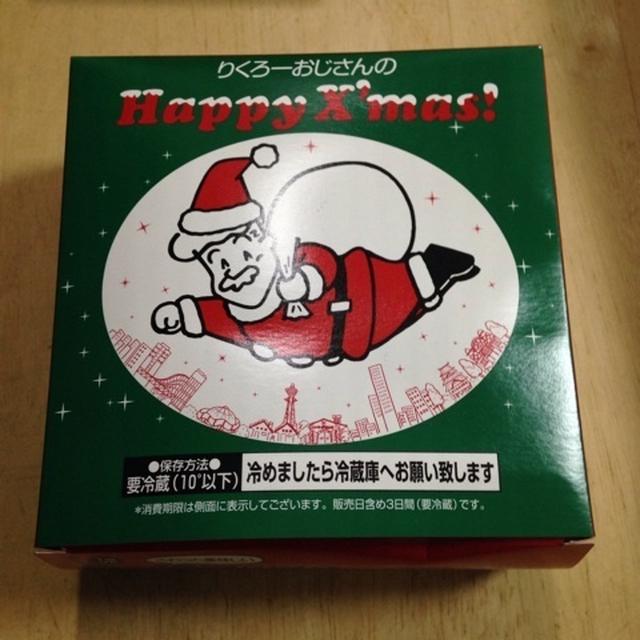 りくろーおじさんの
Happy X'mas!
●保存方法●
要冷蔵(10°以下)
冷めましたら冷蔵庫へお願い致します
*消費期限は側面に表示してございます。販売日含め3日間(要冷蔵)です。